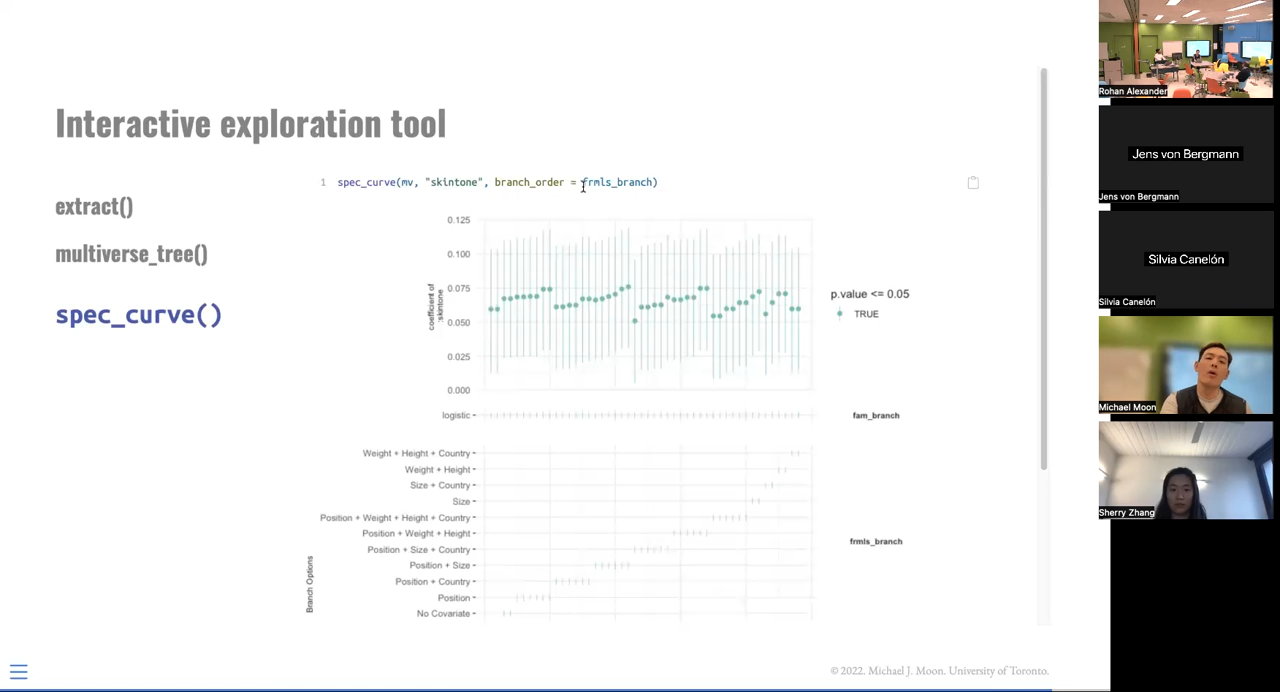 Interactive exploration tool
extract()
multiverse_tree()
spec_curve()
1 spec_curve(mv, "skintone", branch_order = frmls_branch)
0.125
0.100
0.075
0.050
0.025
0.000
coefficient of
skintone
p.value <= 0.05
TRUE
logistic
fam_branch
Weight + Height + Country
Weight + Height
Size + Country
Size
Position + Weight + Height + Country
Position + Weight + Height
Position + Size + Country
Position + Size
Position + Country
Position
No Covariate
frmls_branch
Branch Options
© 2022. Michael J. Moon. University of Toronto.
Rohan Alexander
Jens von Bergmann
Jens von Bergmann
Silvia Canelón
Silvia Canelón
Michael Moon
Sherry Zhang